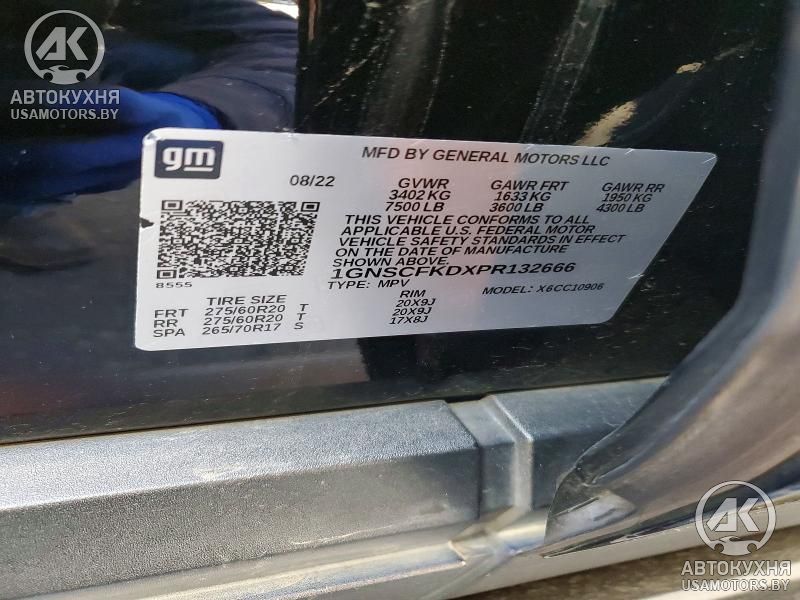 AK
АВТОКУХНЯ
USAMOTORS.BY
gm
MFD BY GENERAL MOTORS LLC
08/22 GVWR GAWR FRT GAWR RR
3402 KG 1633 KG 1950 KG
7500 LB 3600 LB 4300 LB
THIS VEHICLE CONFORMS TO ALL
APPLICABLE U.S. FEDERAL MOTOR
VEHICLE SAFETY STANDARDS IN EFFECT
ON THE DATE OF MANUFACTURE
SHOWN ABOVE.
1GNSCFKDXPR132666
8555 TYPE: MPV MODEL: X6CC10906
TIRE SIZE RIM
FRT 275/60R20 T 20X9J
RR 275/60R20 T 20X9J
SPA 265/70R17 S 17X8J
AK
АВТОКУХНЯ
USAMOTORS.BY